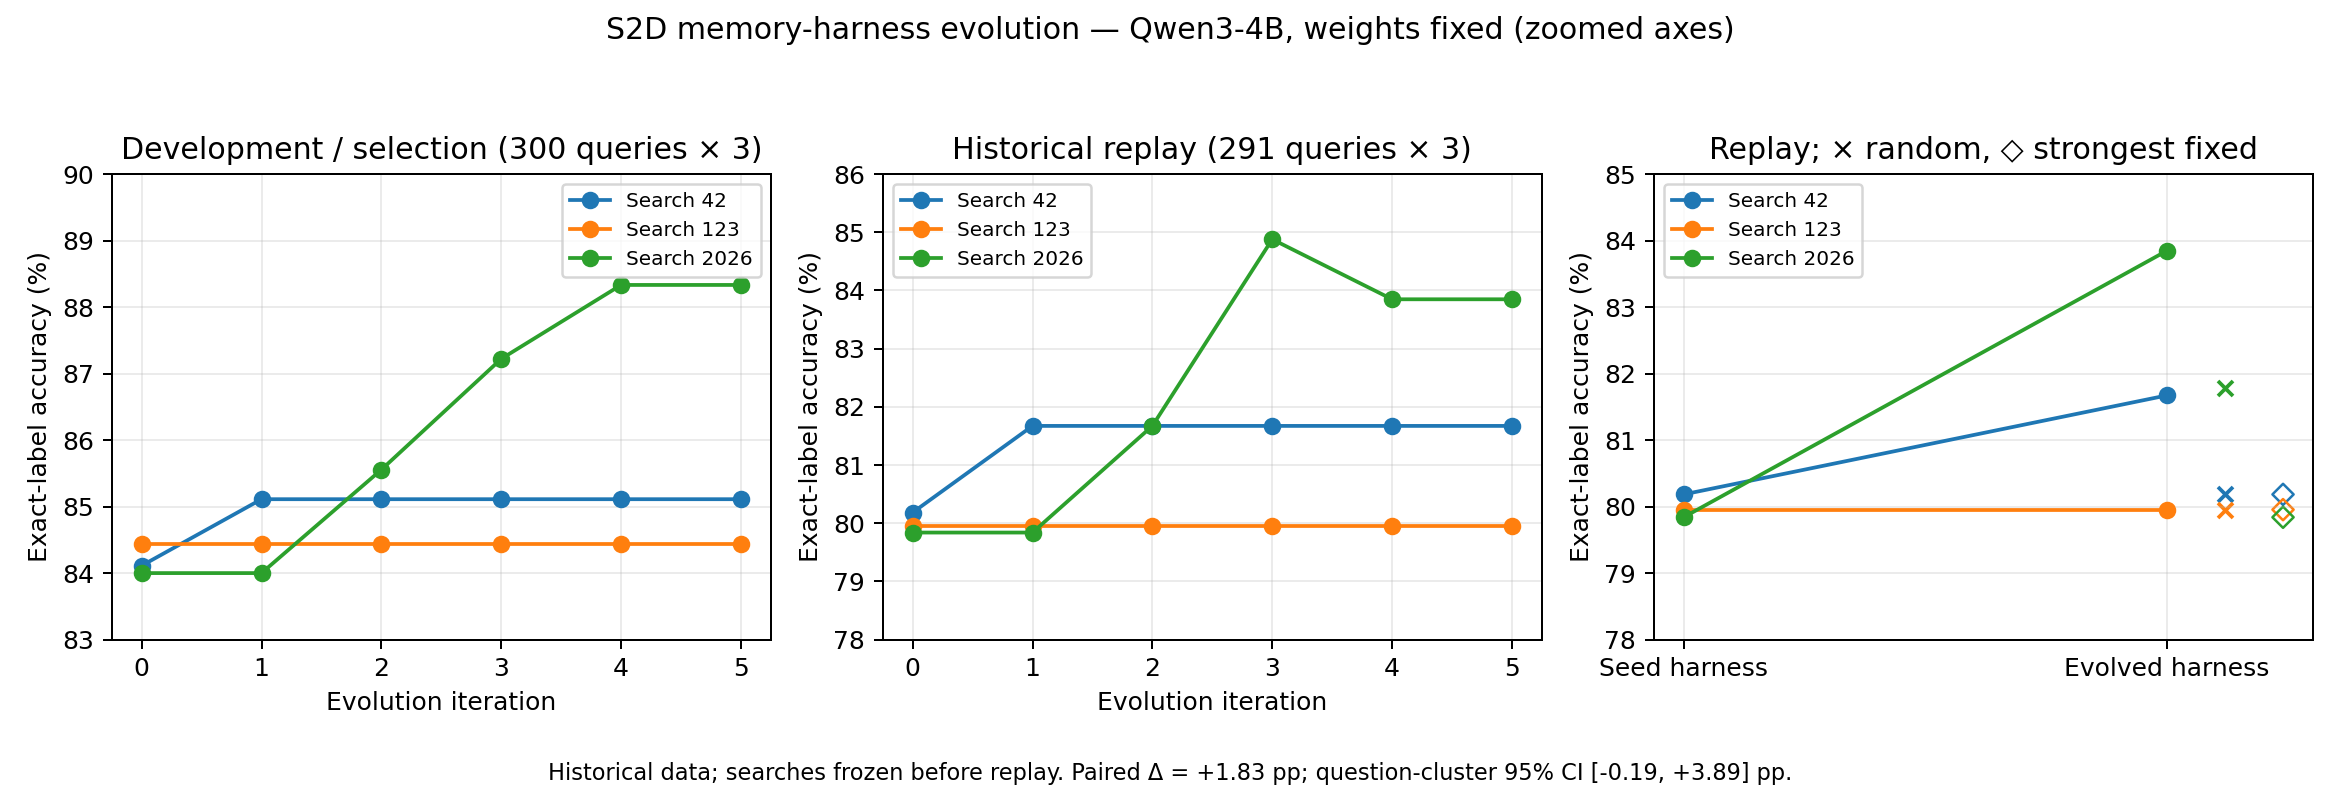 S2D memory-harness evolution — Qwen3-4B, weights fixed (zoomed axes)
Development / selection (300 queries × 3)
90
89
88
87
86
85
84
83
Exact-label accuracy (%)
Search 42
Search 123
Search 2026
0 1 2 3 4 5
Evolution iteration
Historical replay (291 queries × 3)
86
85
84
83
82
81
80
79
78
Exact-label accuracy (%)
Search 42
Search 123
Search 2026
0 1 2 3 4 5
Evolution iteration
Replay; × random, ◇ strongest fixed
85
84
83
82
81
80
79
78
Exact-label accuracy (%)
Search 42
Search 123
Search 2026
Seed harness Evolved harness
Historical data; searches frozen before replay. Paired Δ = +1.83 pp; question-cluster 95% CI [-0.19, +3.89] pp.